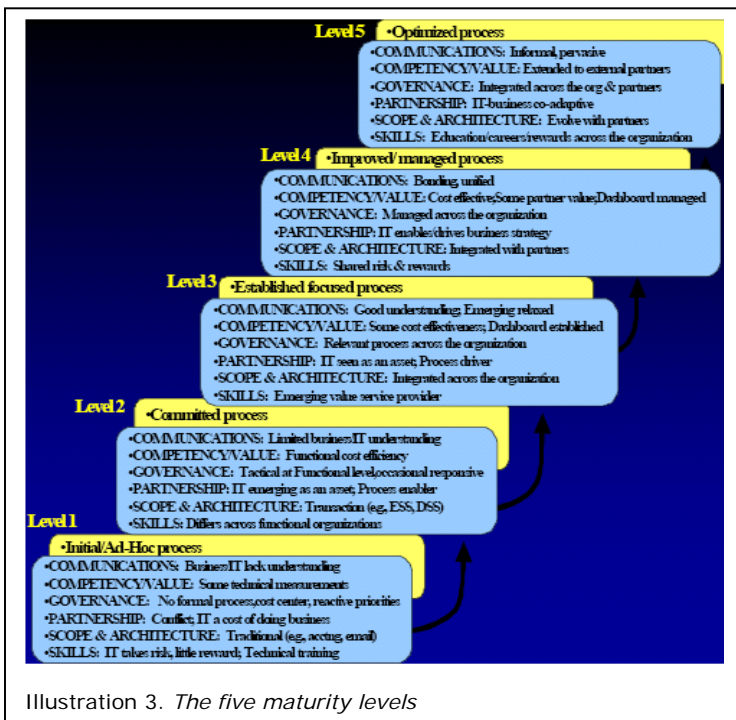 Level 5 •Optimized process
•COMMUNICATIONS: Informal, pervasive
•COMPETENCY/VALUE: Extended to external partners
•GOVERNANCE: Integrated across the org & partners
•PARTNERSHIP: IT-business co-adaptive
•SCOPE & ARCHITECTURE: Evolve with partners
•SKILLS: Education/careers/rewards across the organization
Level 4 •Improved/managed process
•COMMUNICATIONS: Bonding, unified
•COMPETENCY/VALUE: Cost effective;Some partner value;Dashboard managed
•GOVERNANCE: Managed across the organization
•PARTNERSHIP: IT enables/drives business strategy
•SCOPE & ARCHITECTURE: Integrated with partners
•SKILLS: Shared risk & rewards
Level 3 •Established focused process
•COMMUNICATIONS: Good understanding; Emerging relaxed
•COMPETENCY/VALUE: Some cost effectiveness; Dashboard established
•GOVERNANCE: Relevant process across the organization
•PARTNERSHIP: IT seen as an asset; Process driver
•SCOPE & ARCHITECTURE: Integrated across the organization
•SKILLS: Emerging value service provider
Level 2 •Committed process
•COMMUNICATIONS: Limited business/IT understanding
•COMPETENCY/VALUE: Functional cost efficiency
•GOVERNANCE: Tactical at Functional level,occasional responsive
•PARTNERSHIP: IT emerging as an asset; Process enabler
•SCOPE & ARCHITECTURE: Transaction (e.g., ESS, DSS)
•SKILLS: Differs across functional organizations
Level 1
•Initial/Ad-Hoc process
•COMMUNICATIONS: Business/IT lack understanding
•COMPETENCY/VALUE: Some technical measurements
•GOVERNANCE: No formal process,cost center, reactive priorities
•PARTNERSHIP: Conflict; IT a cost of doing business
•SCOPE & ARCHITECTURE: Traditional (e.g., acctng, email)
•SKILLS: IT takes risk, little reward; Technical training
Illustration 3. The five maturity levels